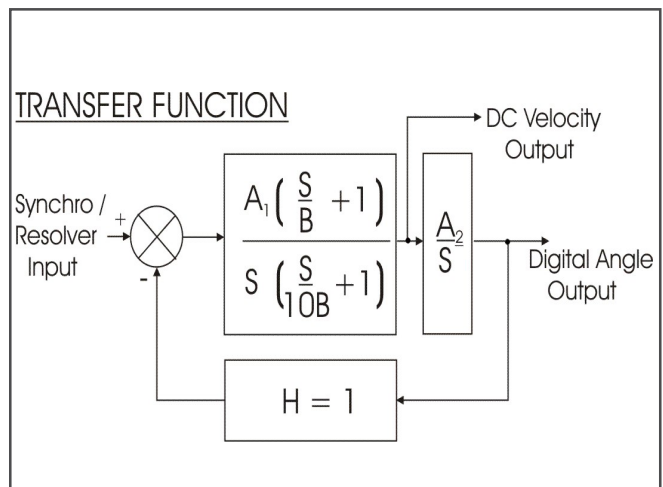 TRANSFER FUNCTION
DC Velocity
Output
Synchro /
Resolver
Input
+
-
A₁( S/B +1)
S ( S/10B +1)
A₂
S
Digital Angle
Output
H = 1